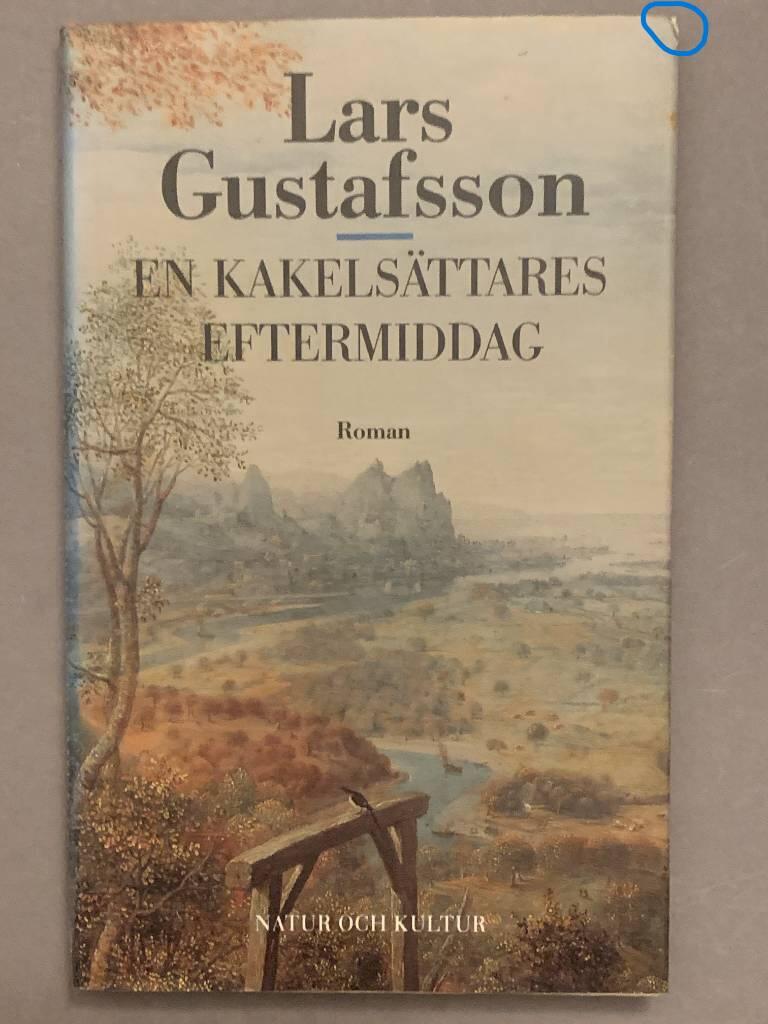 Lars
Gustafsson
EN KAKELSÄTTARES
EFTERMIDDAG
Roman
NATUR OCH KULTUR